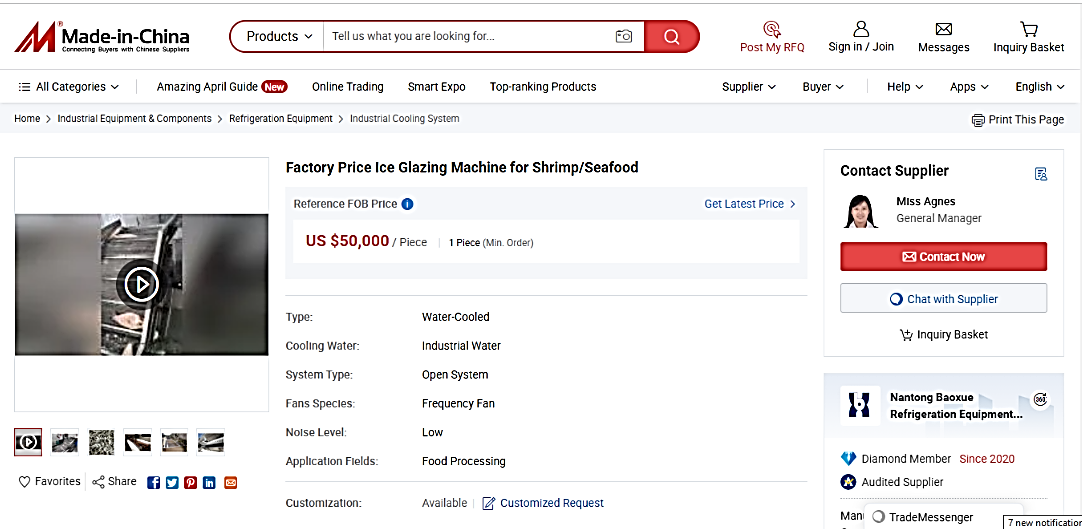 Made-in-China
Connecting Buyers with Chinese Suppliers
Products
Tell us what you are looking for...
Post My RFQ
Sign in / Join
Messages
Inquiry Basket
All Categories
Amazing April Guide New
Online Trading
Smart Expo
Top-ranking Products
Supplier
Buyer
Help
Apps
English
Home > Industrial Equipment & Components > Refrigeration Equipment > Industrial Cooling System
Print This Page
Factory Price Ice Glazing Machine for Shrimp/Seafood
Reference FOB Price
Get Latest Price >
US $50,000 / Piece
1 Piece (Min. Order)
Type: Water-Cooled
Cooling Water: Industrial Water
System Type: Open System
Fans Species: Frequency Fan
Noise Level: Low
Application Fields: Food Processing
Customization: Available | Customized Request
Favorites
Share
Contact Supplier
Miss Agnes
General Manager
Contact Now
Chat with Supplier
Inquiry Basket
Nantong Baoxue
Refrigeration Equipment...
360
Diamond Member Since 2020
Audited Supplier
TradeMessenger
7 new notification